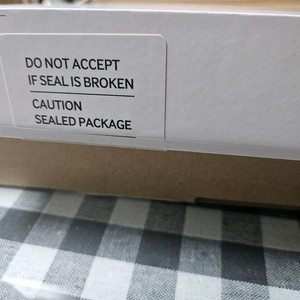 DO NOT ACCEPT
IF SEAL IS BROKEN
CAUTION
SEALED PACKAGE